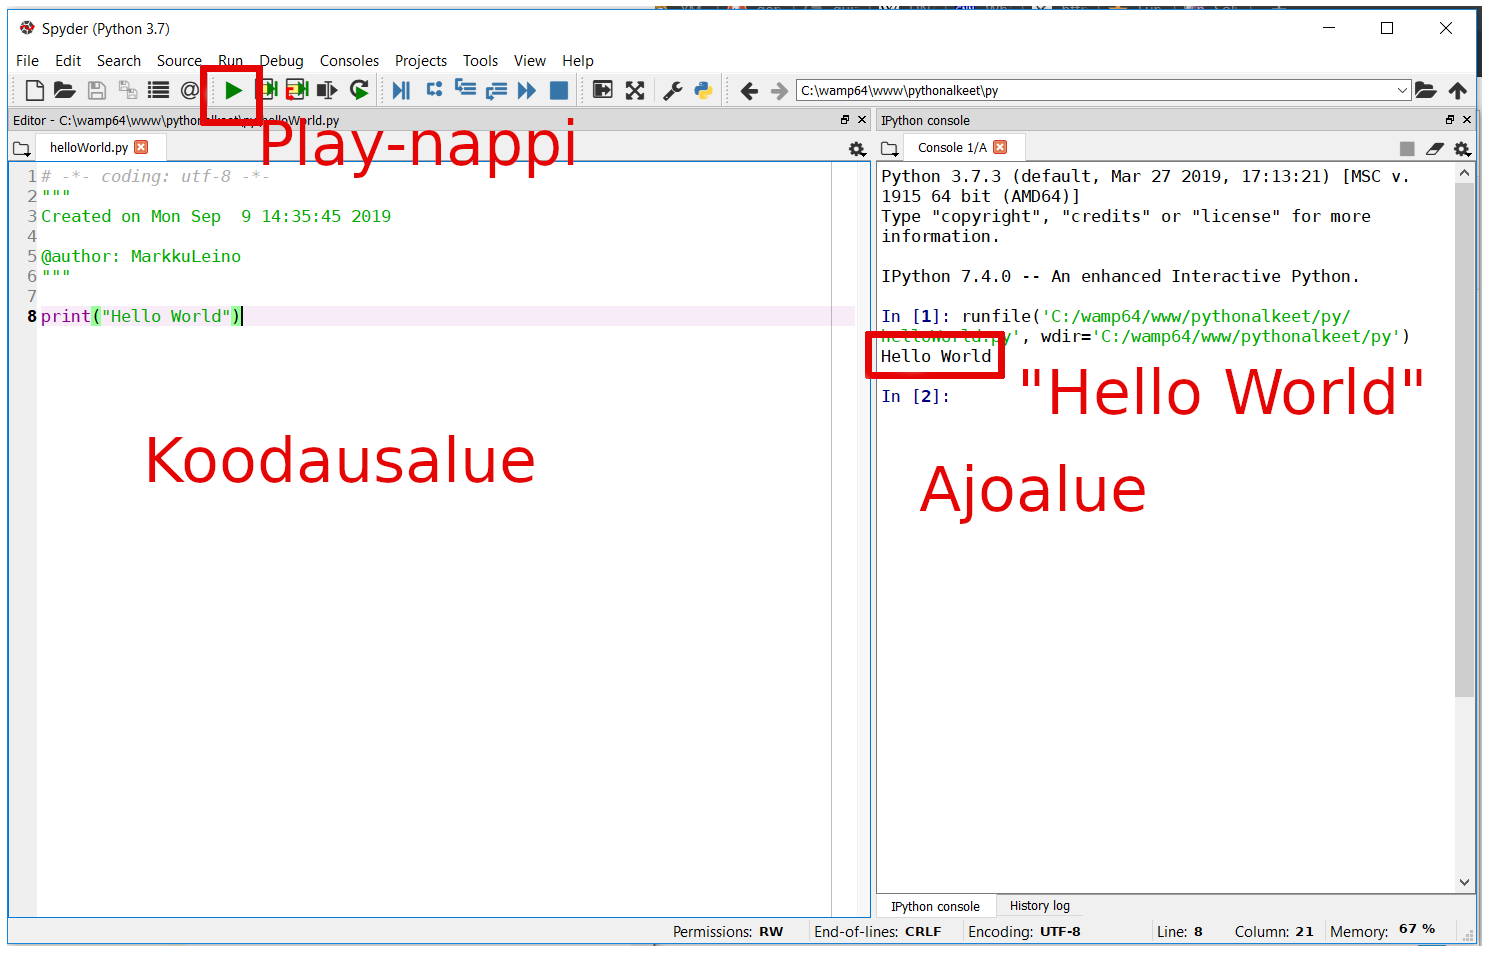 Spyder (Python 3.7)
File Edit Search Source Run Debug Consoles Projects Tools View Help
C:\wamp64\www\pythonalkeet\py
Editor - C:\wamp64\www\pythonalkeet\py\helloWorld.py
IPython console
helloWorld.py
Play-nappi
Console 1/A
1 # -*- coding: utf-8 -*-
2 """
3 Created on Mon Sep  9 14:35:45 2019
4
5 @author: MarkkuLeino
6 """
7
8 print("Hello World")
Koodausalue
Python 3.7.3 (default, Mar 27 2019, 17:13:21) [MSC v.
1915 64 bit (AMD64)]
Type "copyright", "credits" or "license" for more
information.
IPython 7.4.0 -- An enhanced Interactive Python.
In [1]: runfile('C:/wamp64/www/pythonalkeet/py/
helloWorld.py', wdir='C:/wamp64/www/pythonalkeet/py')
Hello World
"Hello World"
In [2]:
Ajoalue
IPython console History log
Permissions: RW End-of-lines: CRLF Encoding: UTF-8 Line: 8 Column: 21 Memory: 67 %